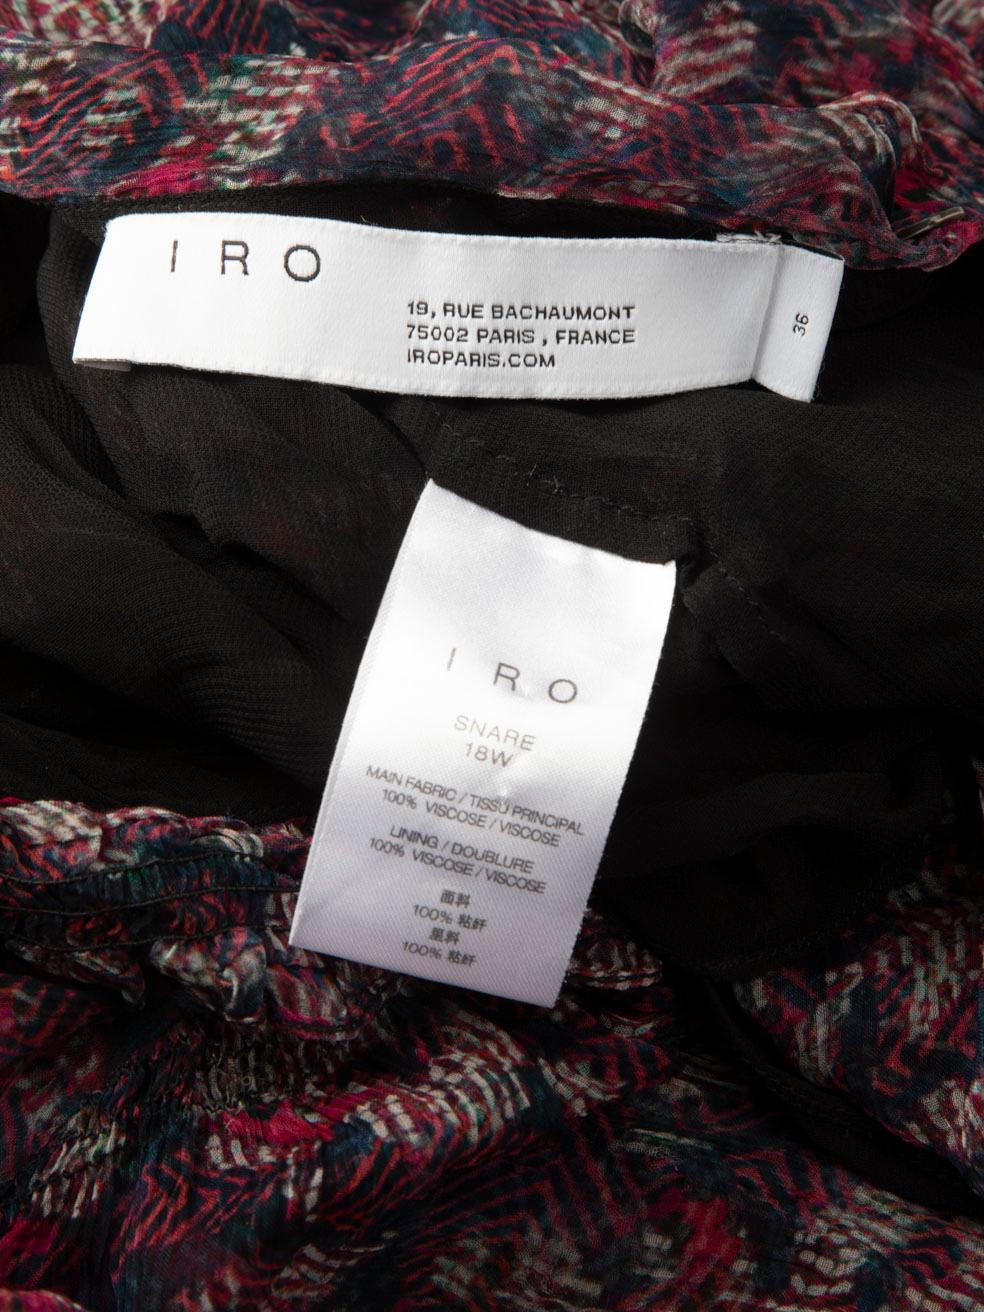 IRO
19, RUE BACHAUMONT
75002 PARIS , FRANCE
IROPARIS.COM
36
IRO
SNARE
18W
MAIN FABRIC / TISSU PRINCIPAL
100% VISCOSE / VISCOSE
LINING / DOUBLURE
100% VISCOSE / VISCOSE
面料
100% 粘纤
里料
100% 粘纤